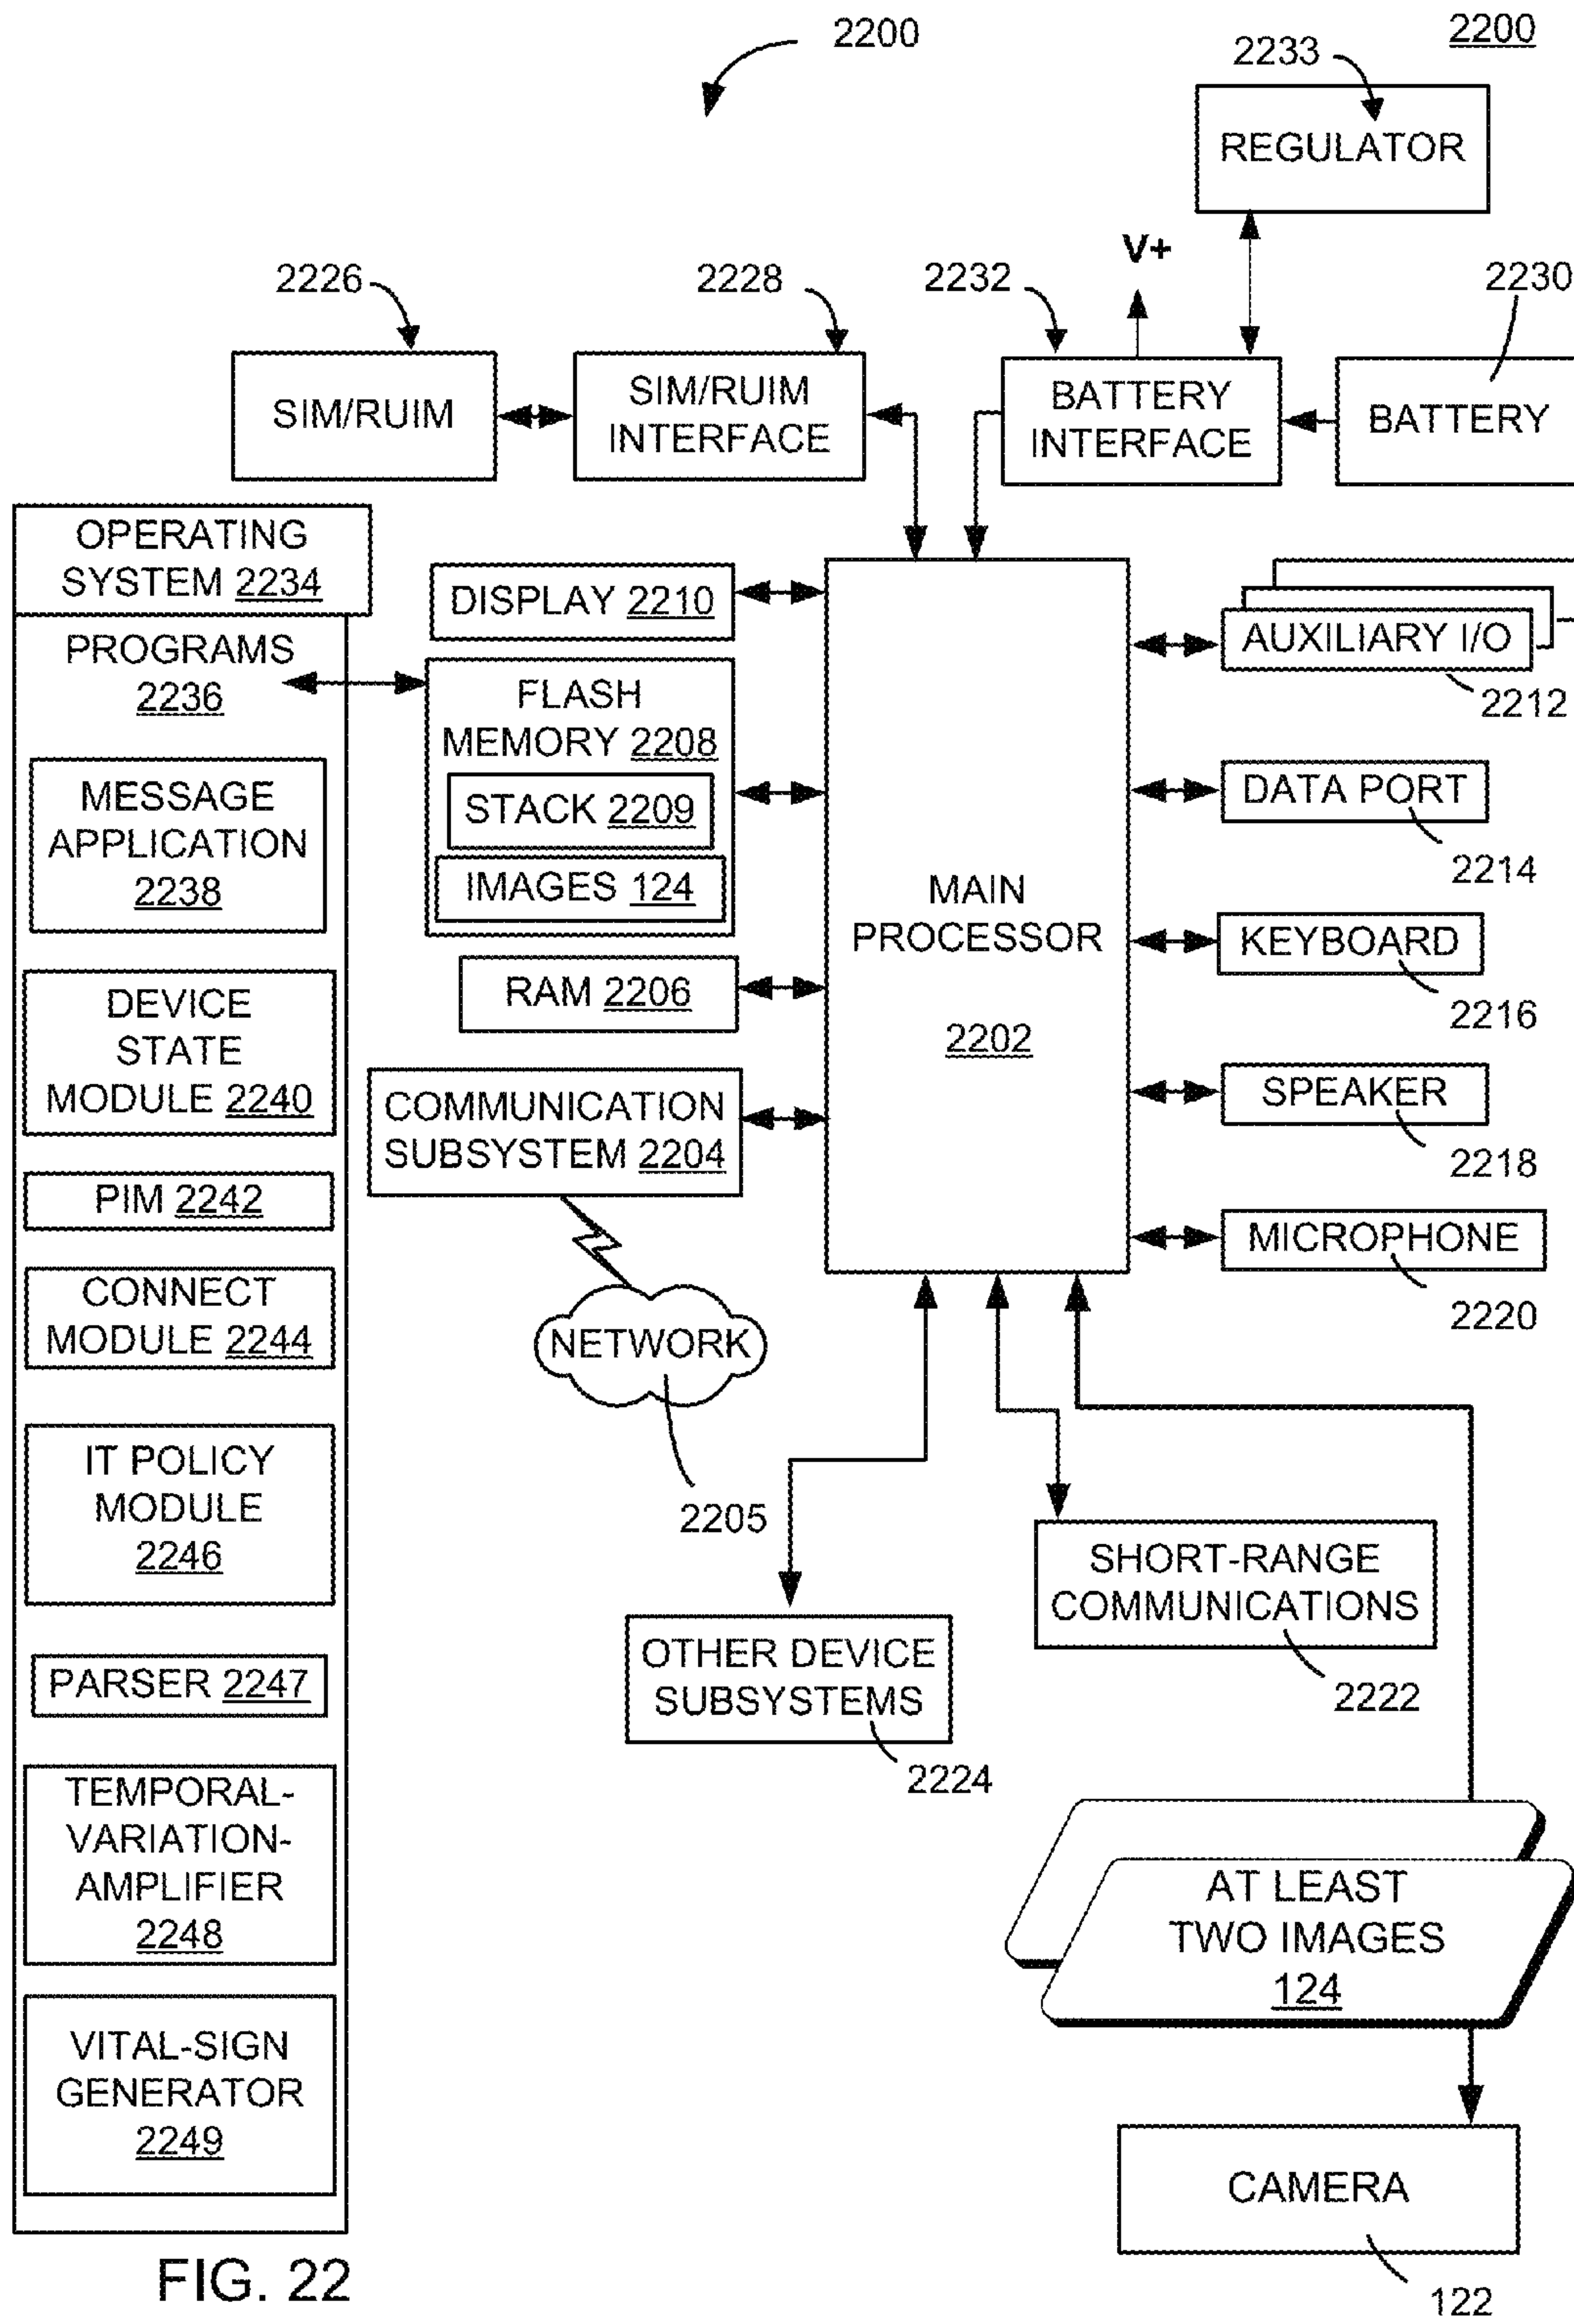 2200
2200
2233
REGULATOR
V+
2226
2228
2232
2230
SIM/RUIM
SIM/RUIM
INTERFACE
BATTERY
INTERFACE
BATTERY
OPERATING
SYSTEM 2234
PROGRAMS
2236
MESSAGE
APPLICATION
2238
DEVICE
STATE
MODULE 2240
PIM 2242
CONNECT
MODULE 2244
IT POLICY
MODULE
2246
PARSER 2247
TEMPORAL-
VARIATION-
AMPLIFIER
2248
VITAL-SIGN
GENERATOR
2249
DISPLAY 2210
FLASH
MEMORY 2208
STACK 2209
IMAGES 124
RAM 2206
COMMUNICATION
SUBSYSTEM 2204
NETWORK
2205
MAIN
PROCESSOR
2202
AUXILIARY I/O
2212
DATA PORT
2214
KEYBOARD
2216
SPEAKER
2218
MICROPHONE
2220
SHORT-RANGE
COMMUNICATIONS
2222
OTHER DEVICE
SUBSYSTEMS
2224
AT LEAST
TWO IMAGES
124
CAMERA
122
FIG. 22